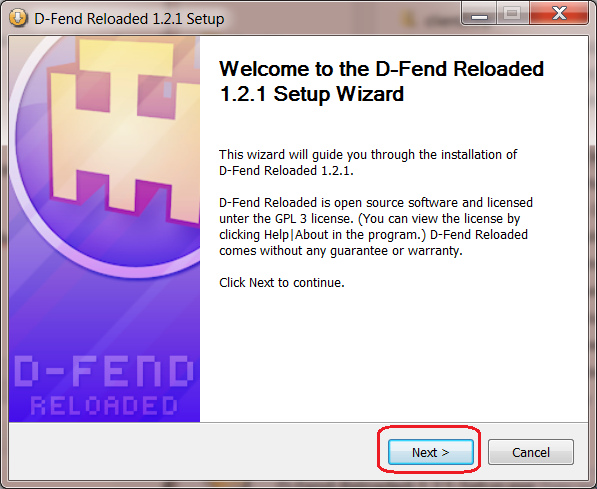 D-Fend Reloaded 1.2.1 Setup
Welcome to the D-Fend Reloaded
1.2.1 Setup Wizard
This wizard will guide you through the installation of
D-Fend Reloaded 1.2.1.
D-Fend Reloaded is open source software and licensed
unter the GPL 3 license. (You can view the license by
clicking Help|About in the program.) D-Fend Reloaded
comes without any guarantee or warranty.
Click Next to continue.
D-FEND
RELOADED
Next >
Cancel